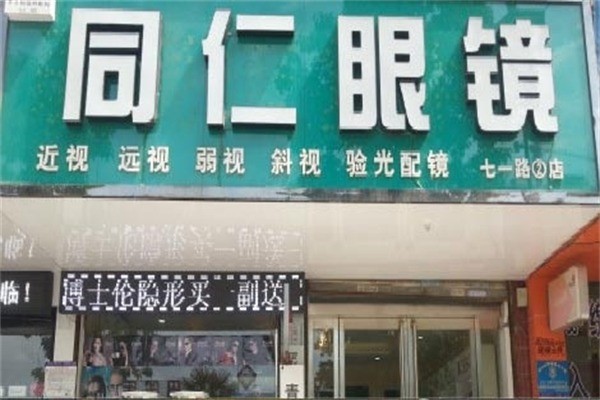 同仁眼镜
近视 远视 弱视 斜视 验光配镜 七一路②店
临！
博士伦隐形买一副送
青